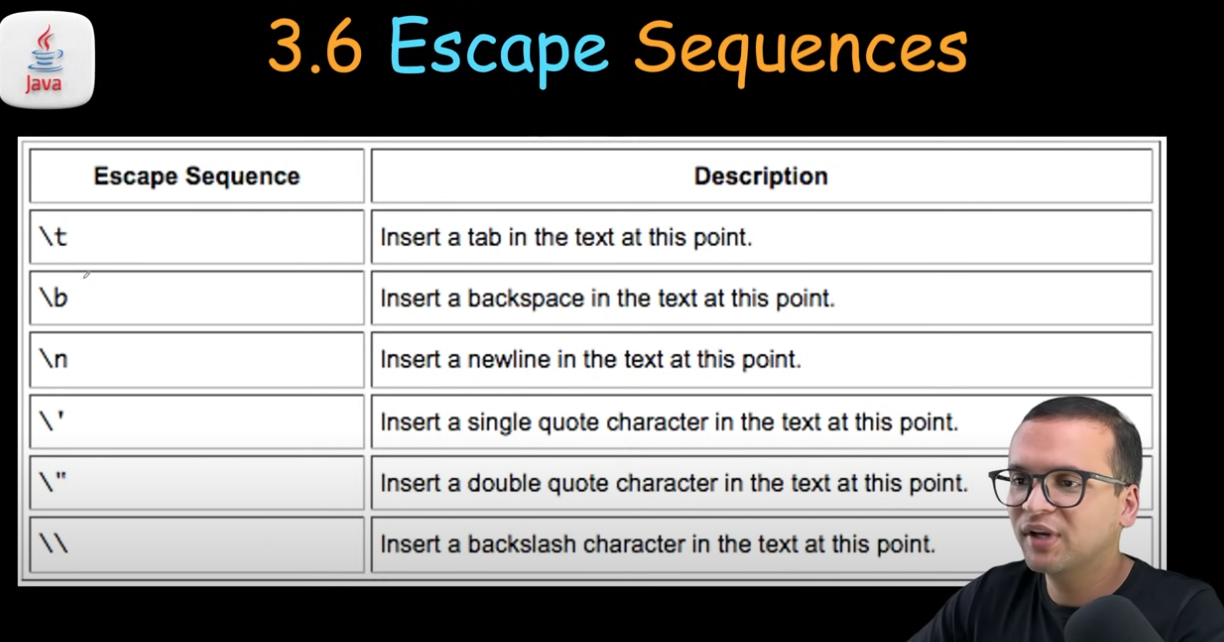 Java
3.6 Escape Sequences
Escape Sequence Description
\t Insert a tab in the text at this point.
\b Insert a backspace in the text at this point.
\n Insert a newline in the text at this point.
\' Insert a single quote character in the text at this point.
\" Insert a double quote character in the text at this point.
\\ Insert a backslash character in the text at this point.